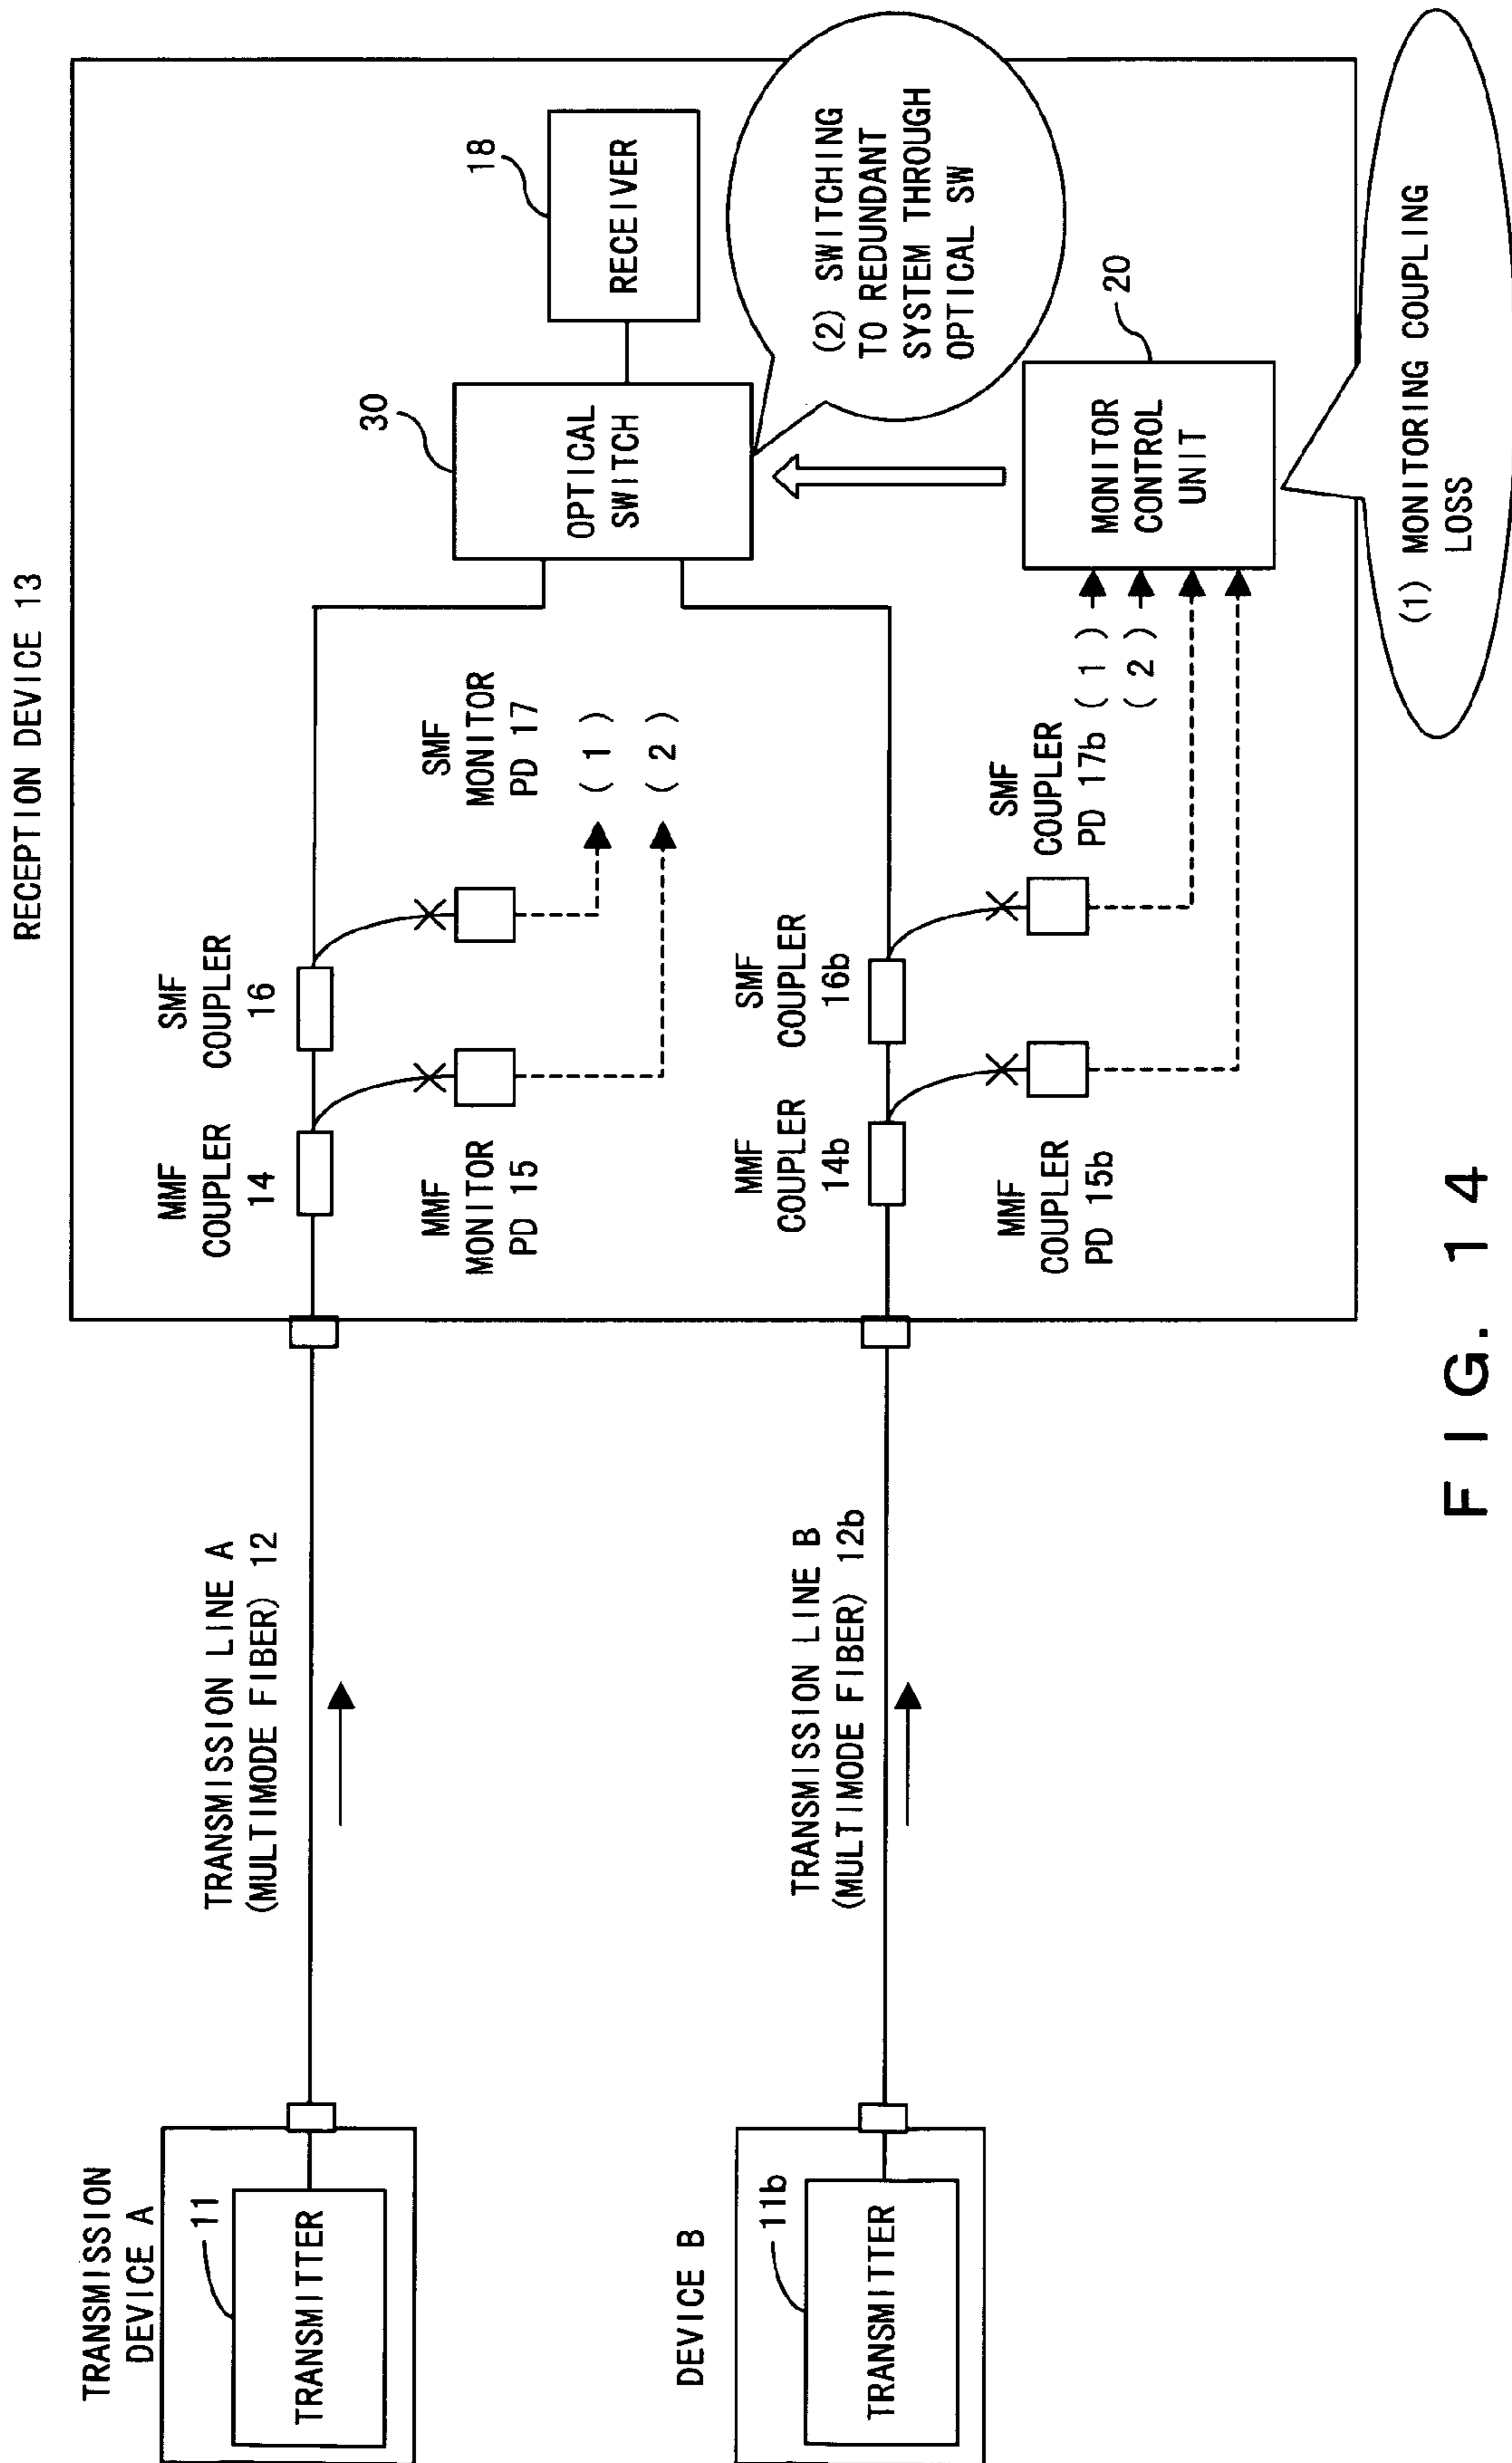 RECEPTION DEVICE 13
TRANSMISSION
DEVICE A
11
TRANSMITTER
TRANSMISSION LINE A
(MULTIMODE FIBER) 12
MMF
COUPLER
14
SMF
COUPLER
16
MMF
MONITOR
PD 15
SMF
MONITOR
PD 17
( 1 )
( 2 )
30
OPTICAL
SWITCH
18
RECEIVER
(2) SWITCHING
TO REDUNDANT
SYSTEM THROUGH
OPTICAL SW
DEVICE B
11b
TRANSMITTER
TRANSMISSION LINE B
(MULTIMODE FIBER) 12b
MMF
COUPLER
14b
SMF
COUPLER
16b
MMF
COUPLER
PD 15b
SMF
COUPLER
PD 17b
( 1 )
( 2 )
MONITOR
CONTROL
UNIT
20
(1) MONITORING COUPLING
LOSS
FIG. 14